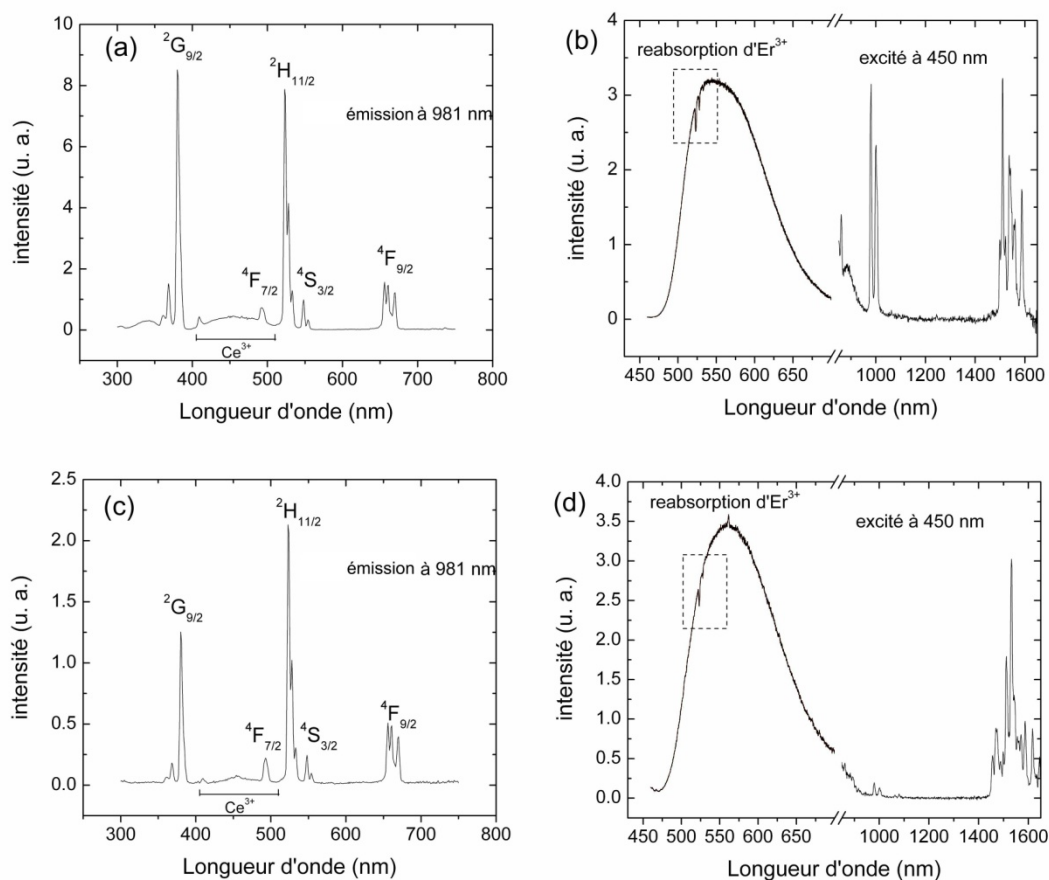 (a)
²G₉/₂
²H₁₁/₂
émission à 981 nm
⁴F₇/₂
⁴S₃/₂
⁴F₉/₂
Ce³⁺
10
8
6
4
2
0
intensité (u. a.)
300 400 500 600 700 800
Longueur d'onde (nm)
(b)
reabsorption d'Er³⁺
excité à 450 nm
4
3
2
1
0
intensité (u. a.)
450 500 550 600 650 1000 1400 1600
Longueur d'onde (nm)
(c)
²H₁₁/₂
émission à 981 nm
²G₉/₂
⁴F₇/₂
⁴S₃/₂
⁴F₉/₂
Ce³⁺
2.5
2.0
1.5
1.0
0.5
0.0
intensité (u. a.)
300 400 500 600 700 800
Longueur d'onde (nm)
(d)
reabsorption d'Er³⁺
excité à 450 nm
4.0
3.5
3.0
2.5
2.0
1.5
1.0
0.5
0.0
intensité (u. a.)
450 500 550 600 650 1000 1400 1600
Longueur d'onde (nm)